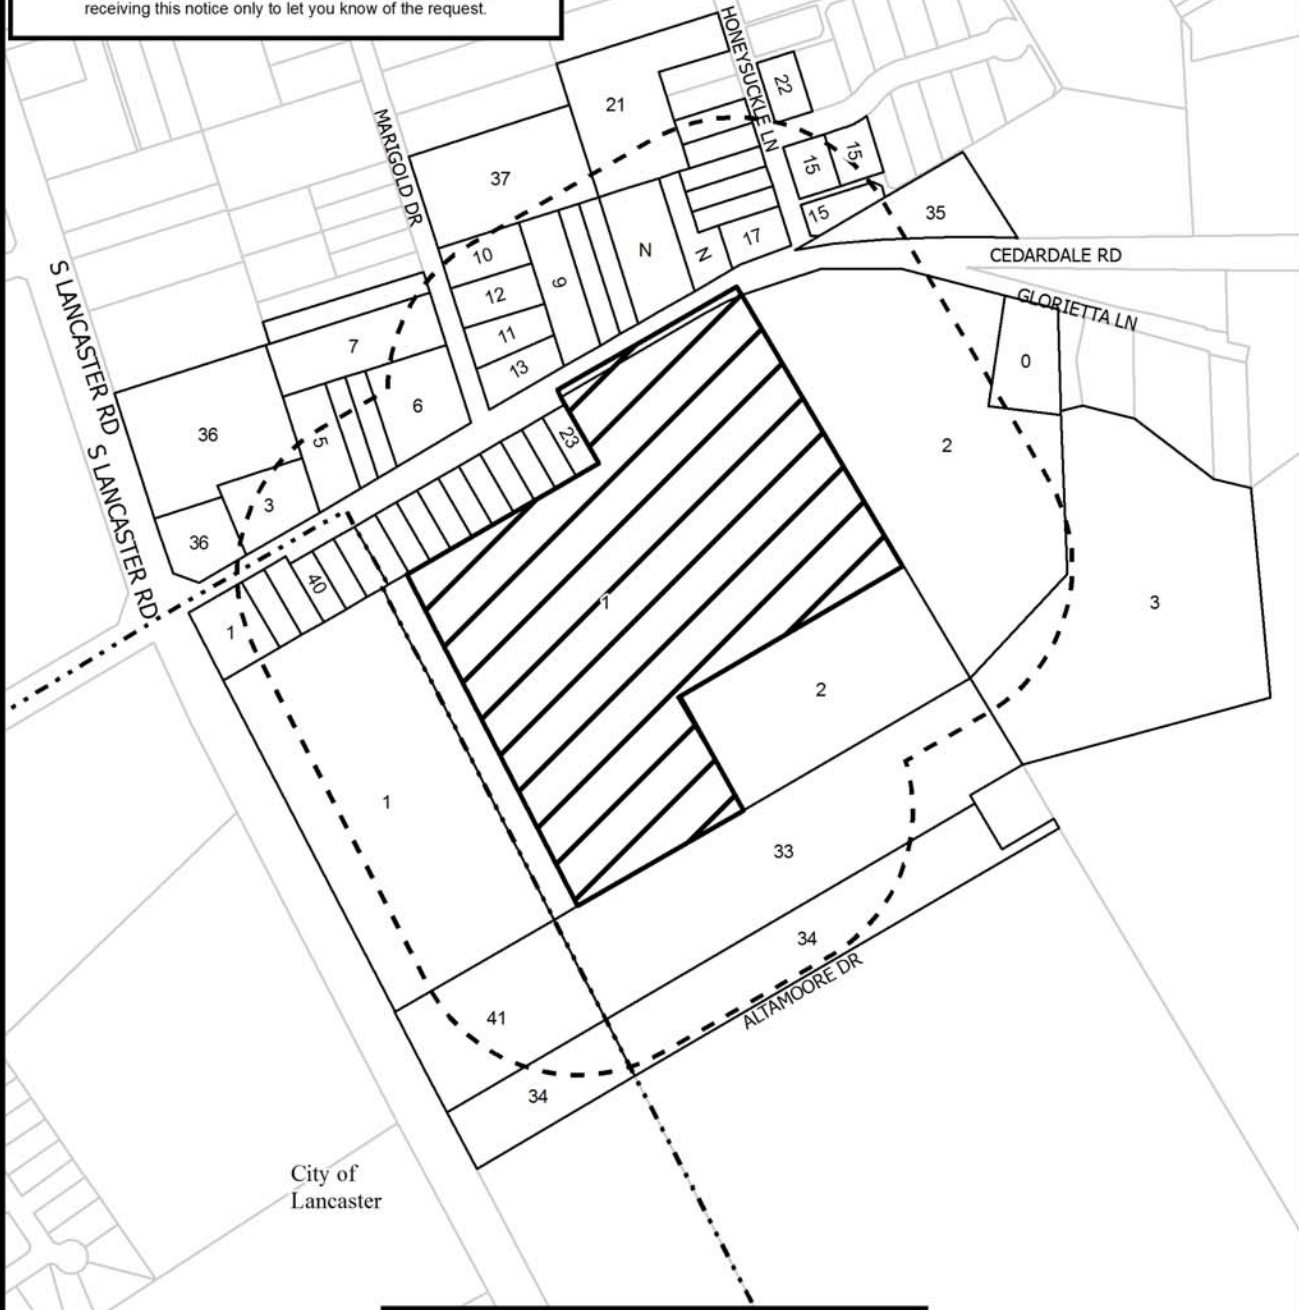 receiving this notice only to let you know of the request.
HONEYSUCKLE LN
22
21
MARIGOLD DR
15
15
37
15
35
N
N
17
10
CEDARDALE RD
S LANCASTER RD
9
12
GLORIETTA LN
11
7
0
13
6
36
5
23
2
S LANCASTER RD
3
36
40
1
3
1
2
1
33
34
ALTAMOORE DR
41
34
City of
Lancaster